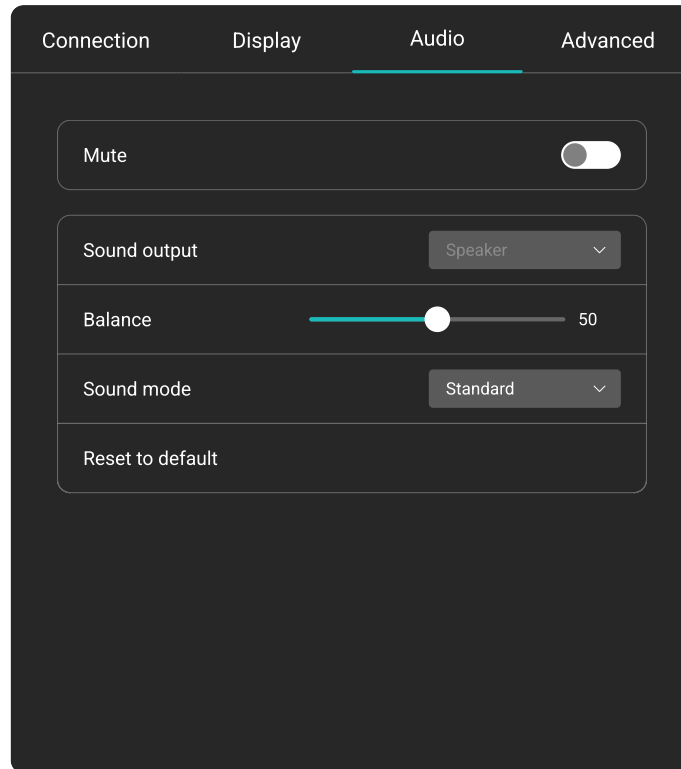 Connection Display Audio Advanced
Mute
Sound output Speaker
Balance 50
Sound mode Standard
Reset to default